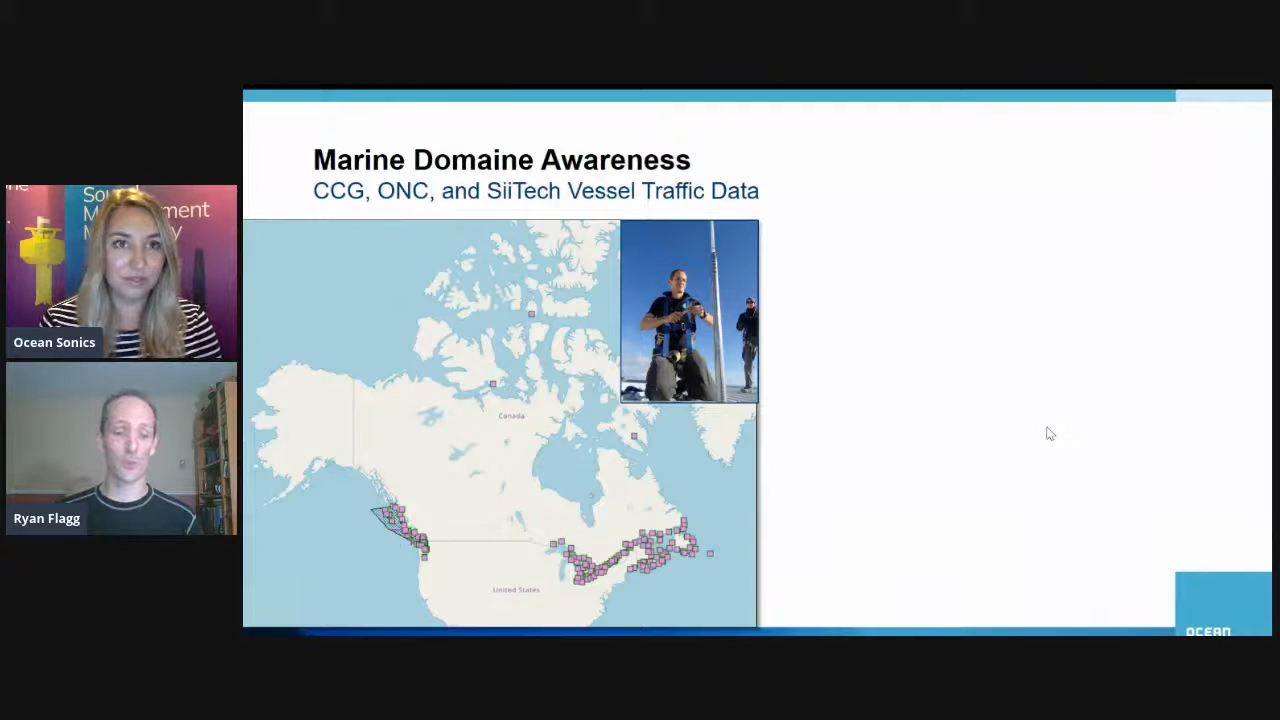 Marine Domaine Awareness
CCG, ONC, and SiiTech Vessel Traffic Data
Ocean Sonics
Ryan Flagg
Canada
United States
OCEAN